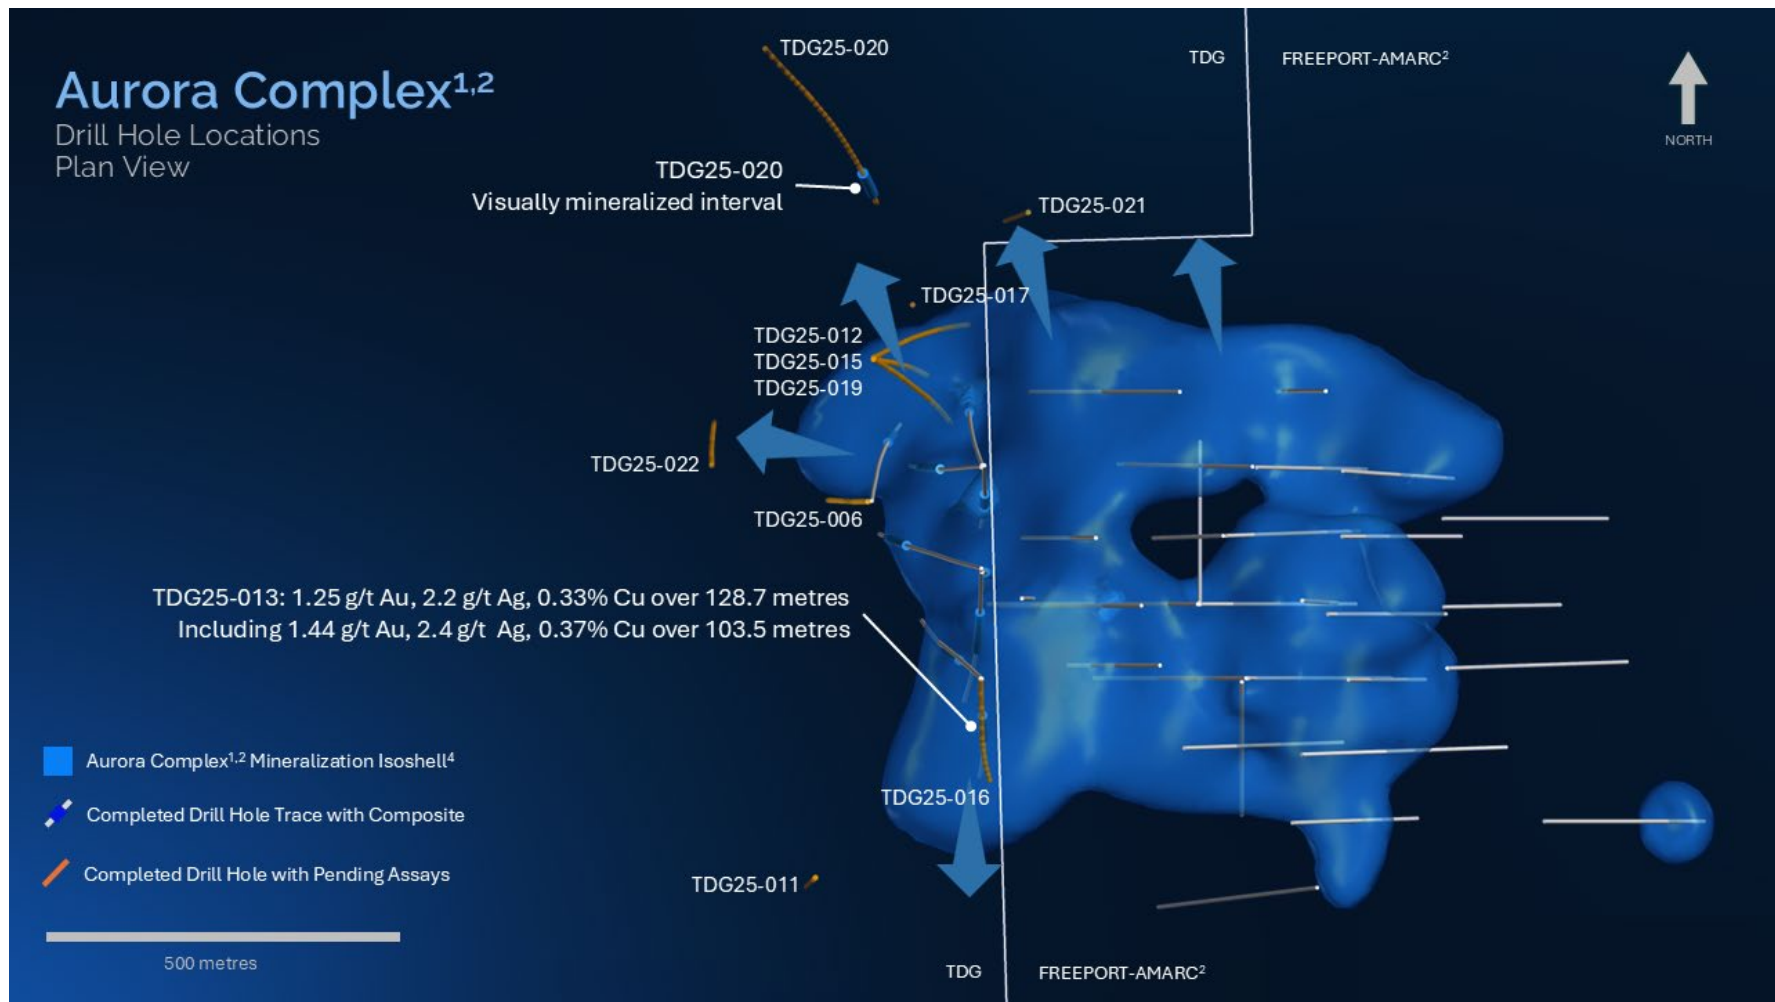 Aurora Complex¹,²
Drill Hole Locations
Plan View
TDG25-020
TDG
FREEPORT-AMARC²
NORTH
TDG25-020
Visually mineralized interval
TDG25-021
TDG25-017
TDG25-012
TDG25-015
TDG25-019
TDG25-022
TDG25-006
TDG25-013: 1.25 g/t Au, 2.2 g/t Ag, 0.33% Cu over 128.7 metres
Including 1.44 g/t Au, 2.4 g/t Ag, 0.37% Cu over 103.5 metres
TDG25-016
TDG25-011
Aurora Complex¹,² Mineralization Isoshell⁴
Completed Drill Hole Trace with Composite
Completed Drill Hole with Pending Assays
500 metres
TDG
FREEPORT-AMARC²